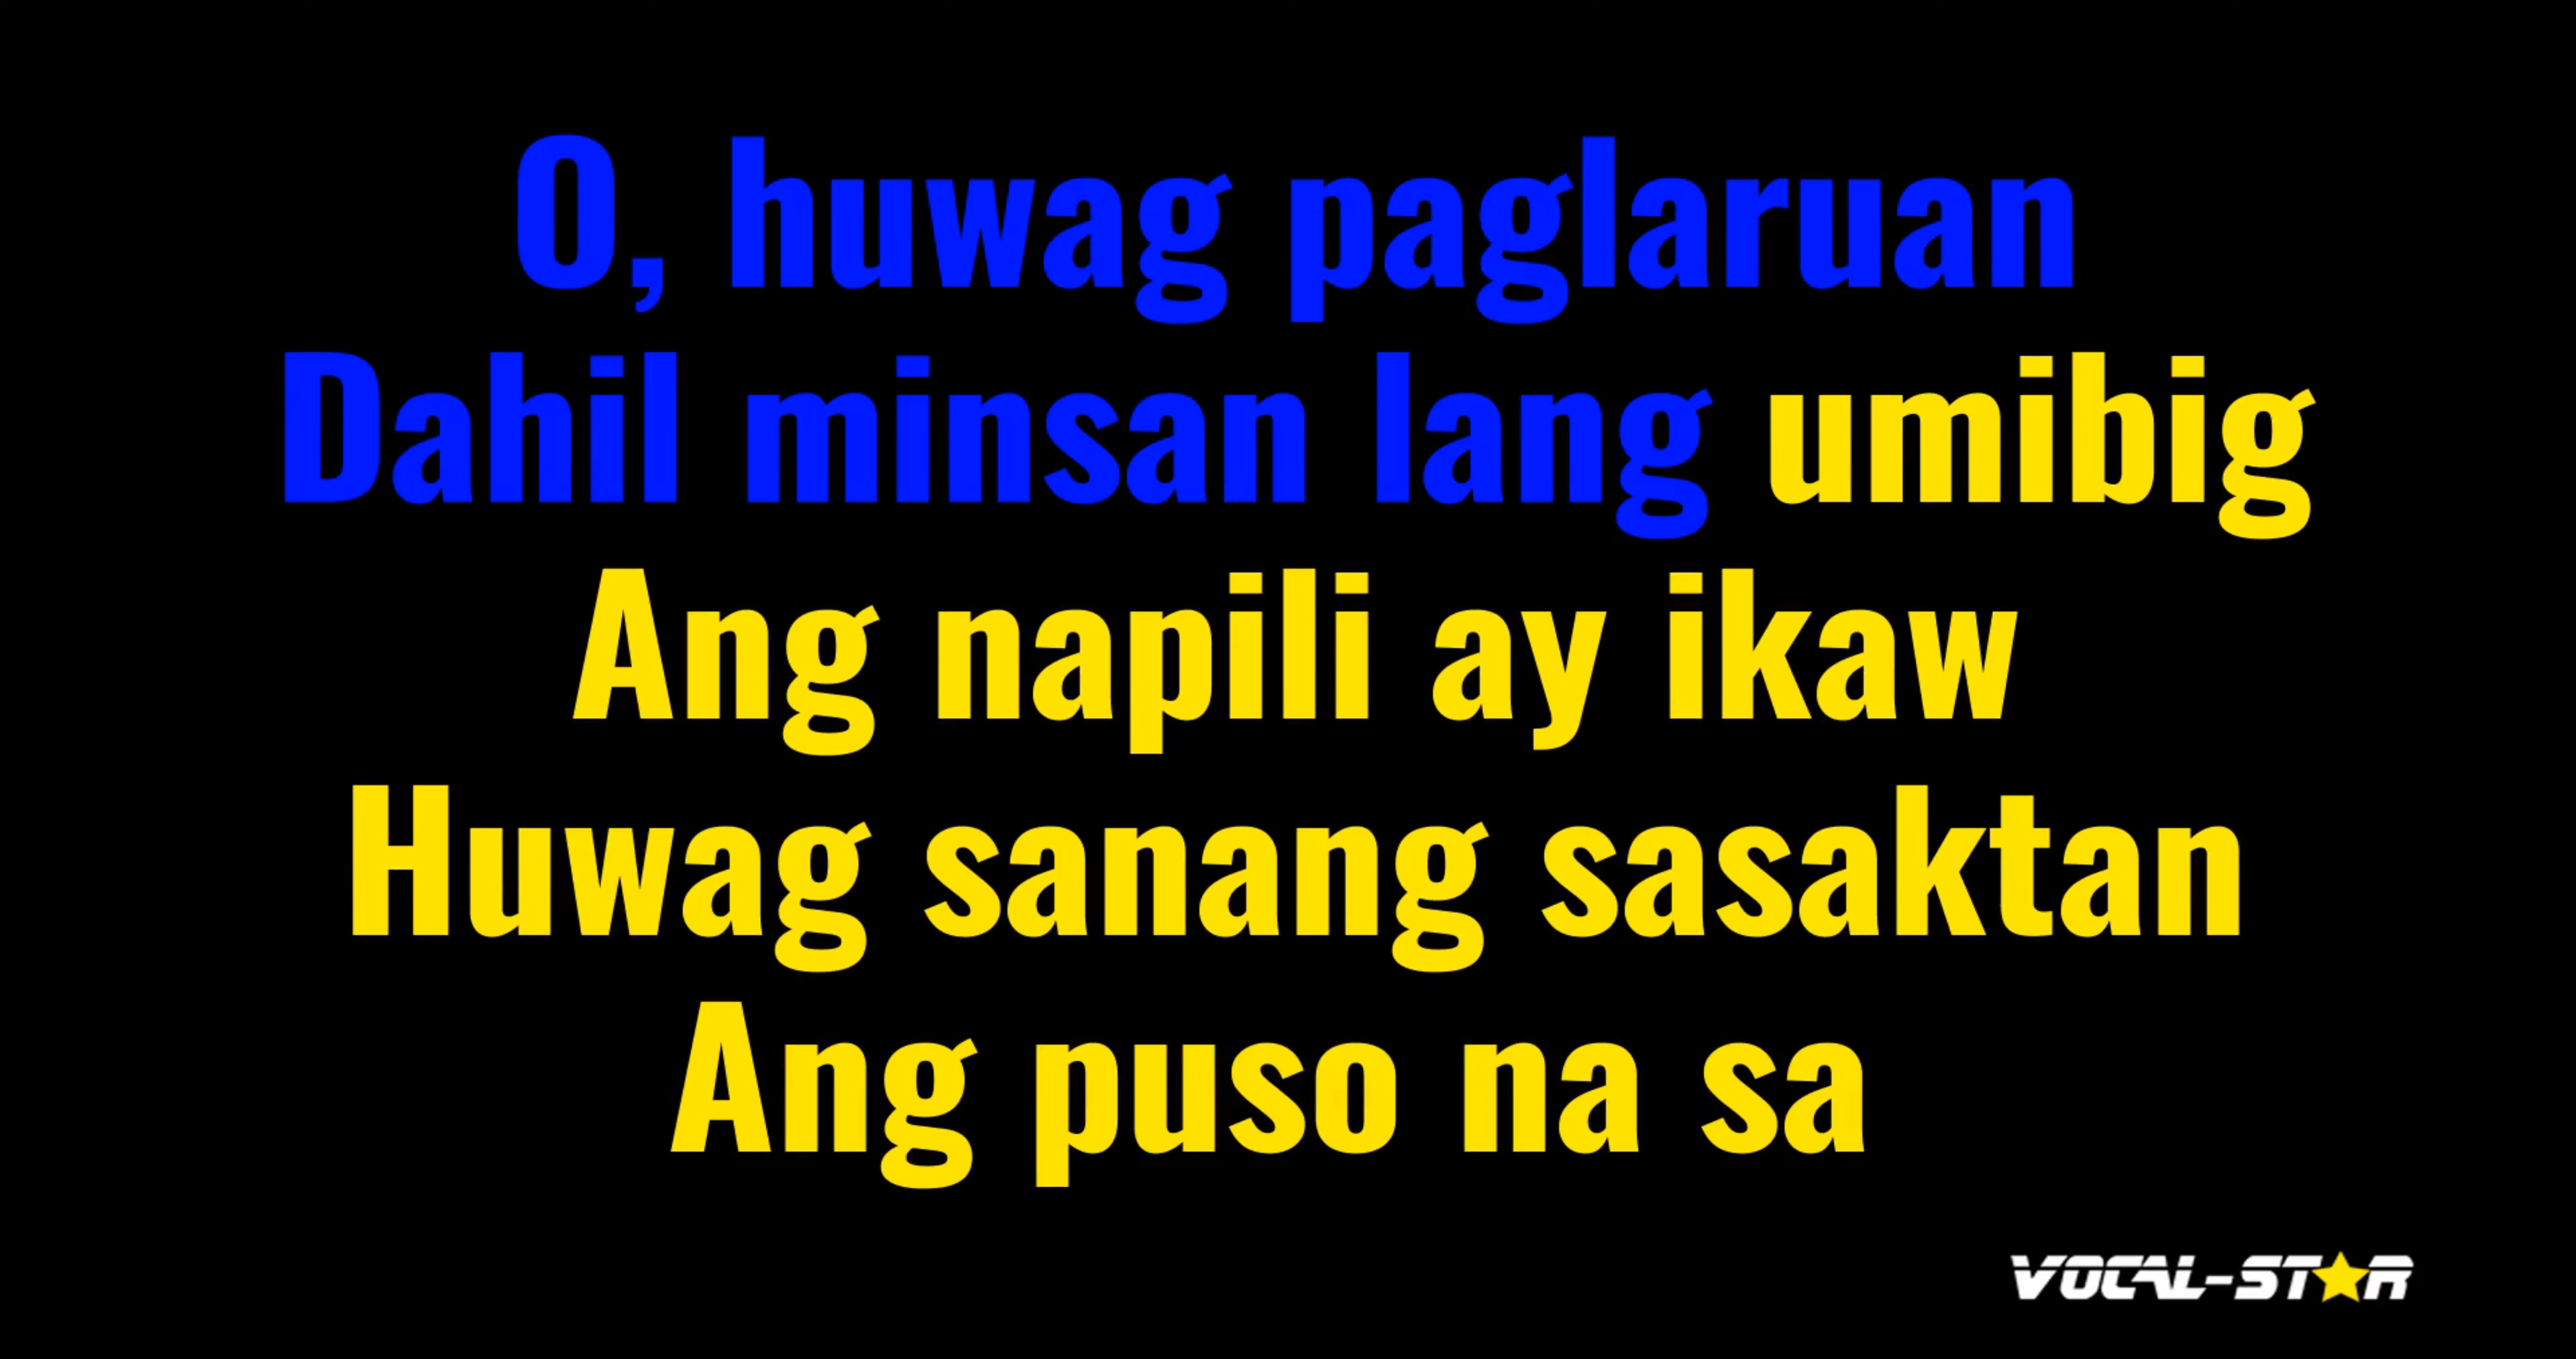 O, huwag paglaruan
Dahil minsan lang umibig
Ang napili ay ikaw
Huwag sanang sasaktan
Ang puso na sa
VOCAL-STAR